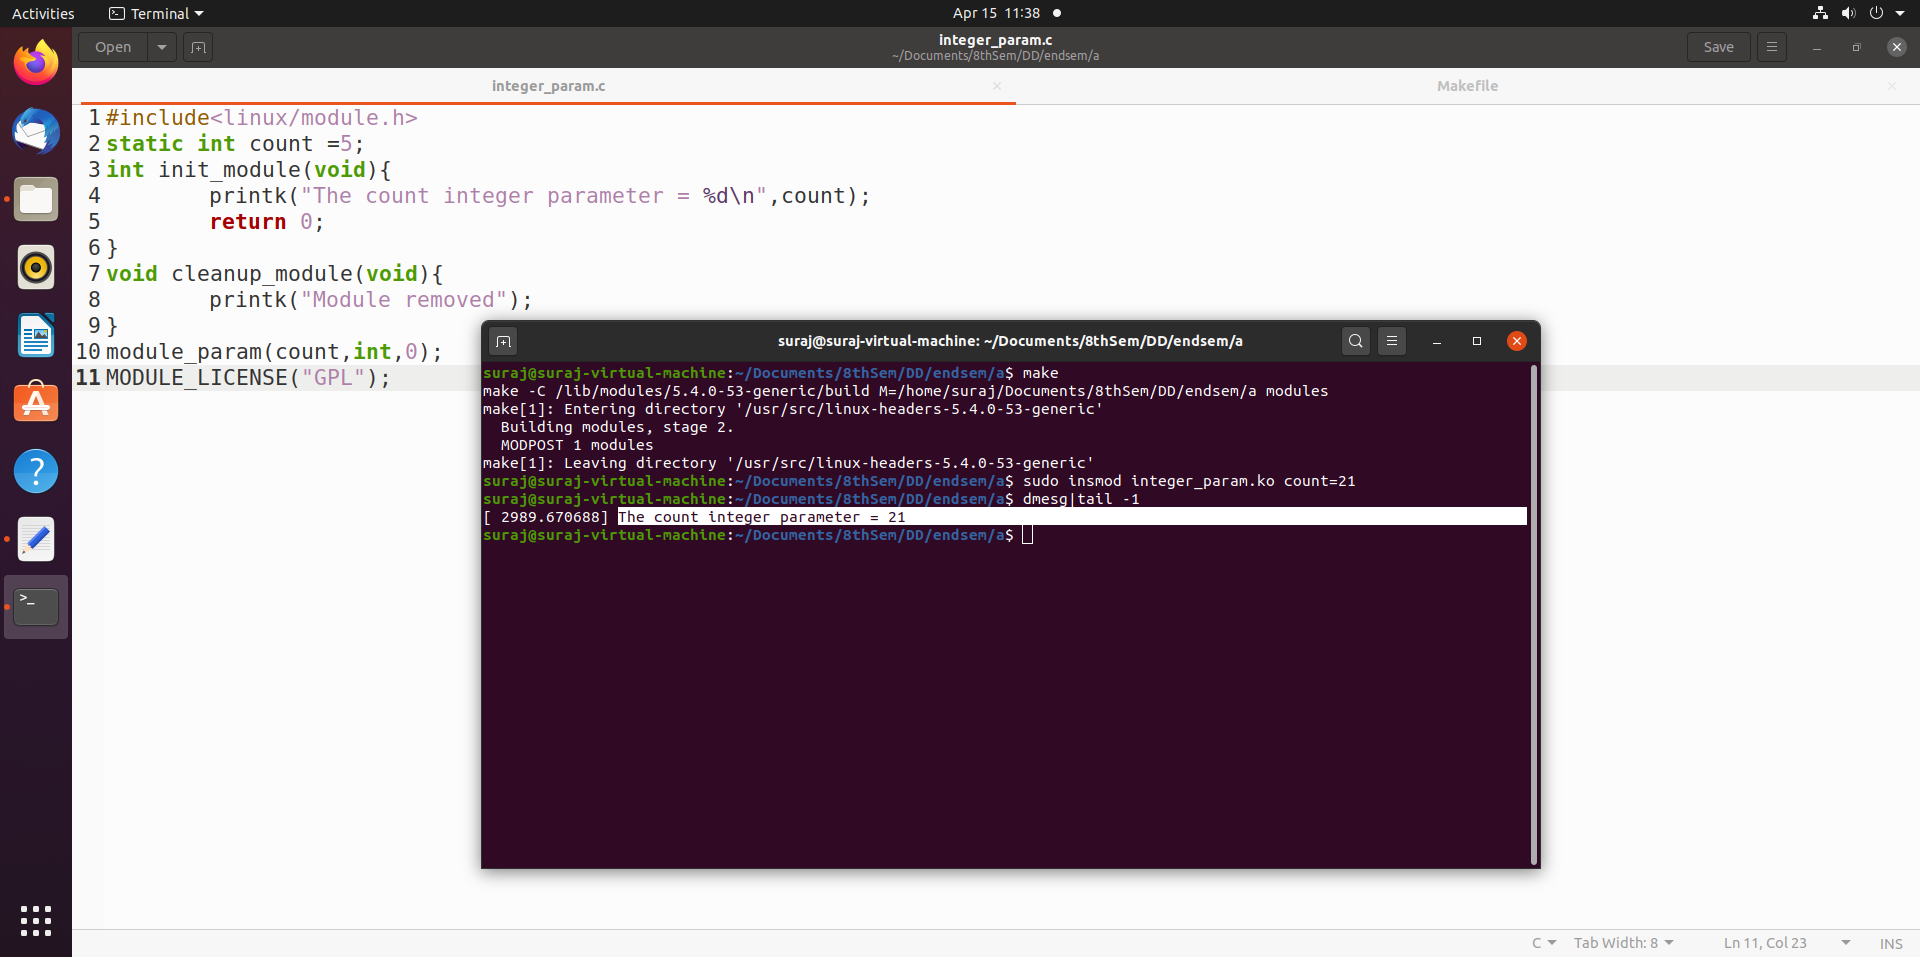 Activities
Terminal
Apr 15 11:38
Open
integer_param.c
~/Documents/8thSem/DD/endsem/a
Save
integer_param.c
Makefile
1 #include<linux/module.h>
2 static int count =5;
3 int init_module(void){
4 printk("The count integer parameter = %d\n",count);
5 return 0;
6 }
7 void cleanup_module(void){
8 printk("Module removed");
9 }
10 module_param(count,int,0);
11 MODULE_LICENSE("GPL");
suraj@suraj-virtual-machine: ~/Documents/8thSem/DD/endsem/a
suraj@suraj-virtual-machine:~/Documents/8thSem/DD/endsem/a$ make
make -C /lib/modules/5.4.0-53-generic/build M=/home/suraj/Documents/8thSem/DD/endsem/a modules
make[1]: Entering directory '/usr/src/linux-headers-5.4.0-53-generic'
Building modules, stage 2.
MODPOST 1 modules
make[1]: Leaving directory '/usr/src/linux-headers-5.4.0-53-generic'
suraj@suraj-virtual-machine:~/Documents/8thSem/DD/endsem/a$ sudo insmod integer_param.ko count=21
suraj@suraj-virtual-machine:~/Documents/8thSem/DD/endsem/a$ dmesg|tail -1
[ 2989.670688] The count integer parameter = 21
suraj@suraj-virtual-machine:~/Documents/8thSem/DD/endsem/a$
C
Tab Width: 8
Ln 11, Col 23
INS